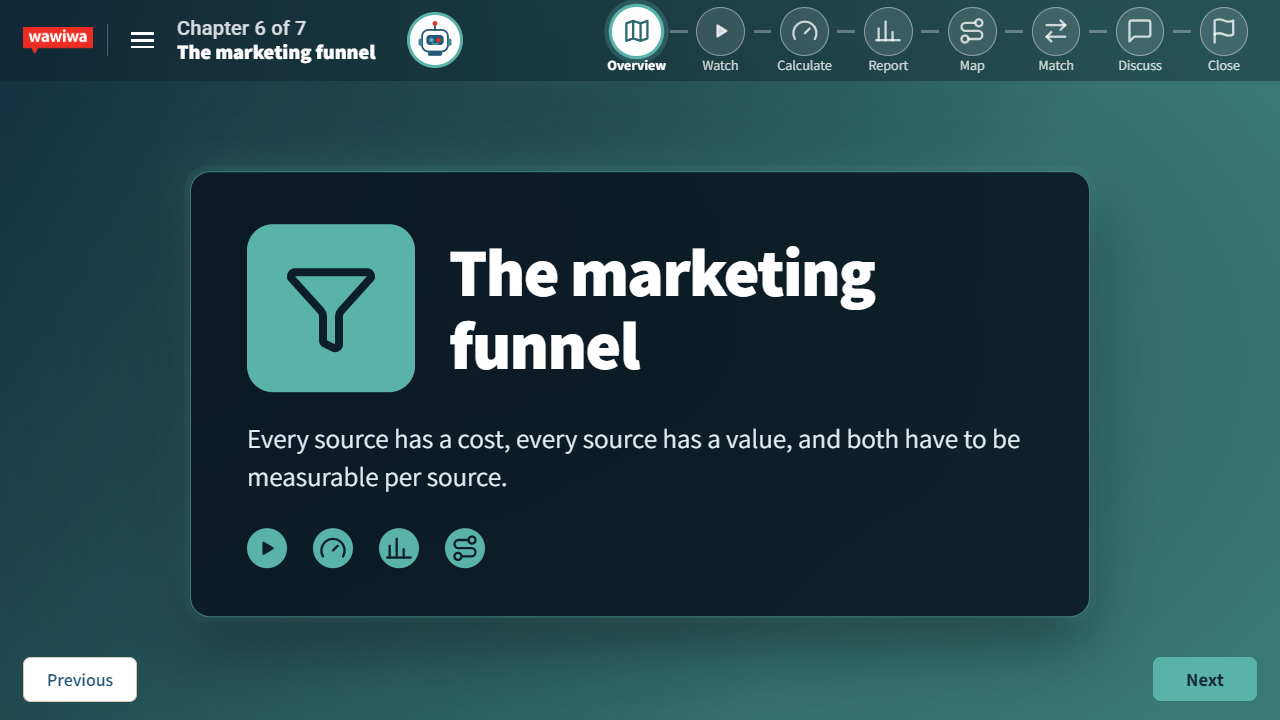 wawiwa
Chapter 6 of 7
The marketing funnel
Overview
Watch
Calculate
Report
Map
Match
Discuss
Close
The marketing
funnel
Every source has a cost, every source has a value, and both have to be
measurable per source.
Previous
Next